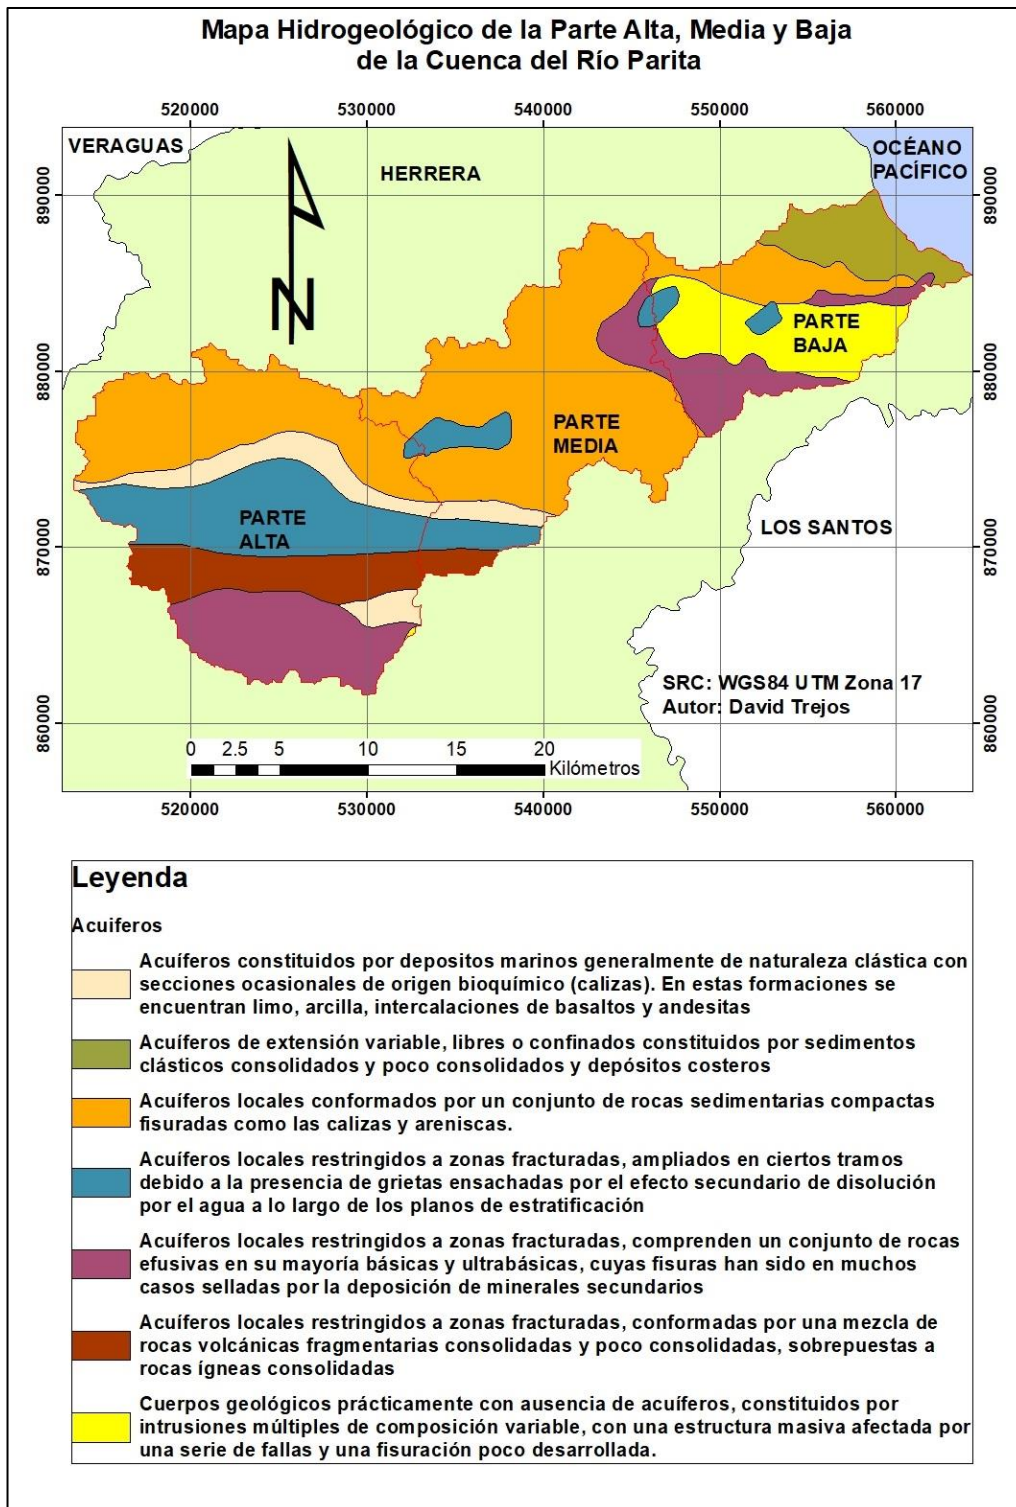 Mapa Hidrogeológico de la Parte Alta, Media y Baja
de la Cuenca del Río Parita
520000 530000 540000 550000 560000
VERAGUAS
HERRERA
OCÉANO
PACÍFICO
890000 890000
N
PARTE
BAJA
880000 880000
PARTE
MEDIA
PARTE
ALTA
LOS SANTOS
870000 870000
SRC: WGS84 UTM Zona 17
Autor: David Trejos
860000 860000
0 2.5 5 10 15 20
Kilómetros
520000 530000 540000 550000 560000
Leyenda
Acuiferos
Acuíferos constituidos por depositos marinos generalmente de naturaleza clástica con
secciones ocasionales de origen bioquímico (calizas). En estas formaciones se
encuentran limo, arcilla, intercalaciones de basaltos y andesitas
Acuíferos de extensión variable, libres o confinados constituidos por sedimentos
clásticos consolidados y poco consolidados y depósitos costeros
Acuíferos locales conformados por un conjunto de rocas sedimentarias compactas
fisuradas como las calizas y areniscas.
Acuíferos locales restringidos a zonas fracturadas, ampliados en ciertos tramos
debido a la presencia de grietas ensachadas por el efecto secundario de disolución
por el agua a lo largo de los planos de estratificación
Acuíferos locales restringidos a zonas fracturadas, comprenden un conjunto de rocas
efusivas en su mayoría básicas y ultrabásicas, cuyas fisuras han sido en muchos
casos selladas por la deposición de minerales secundarios
Acuíferos locales restringidos a zonas fracturadas, conformadas por una mezcla de
rocas volcánicas fragmentarias consolidadas y poco consolidadas, sobrepuestas a
rocas ígneas consolidadas
Cuerpos geológicos prácticamente con ausencia de acuíferos, constituidos por
intrusiones múltiples de composición variable, con una estructura masiva afectada por
una serie de fallas y una fisuración poco desarrollada.